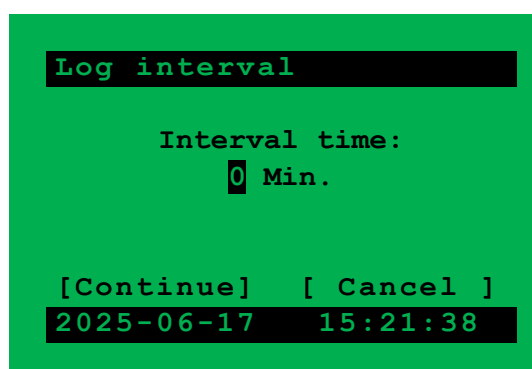 Log interval
Interval time:
0 Min.
[Continue] [ Cancel ]
2025-06-17 15:21:38